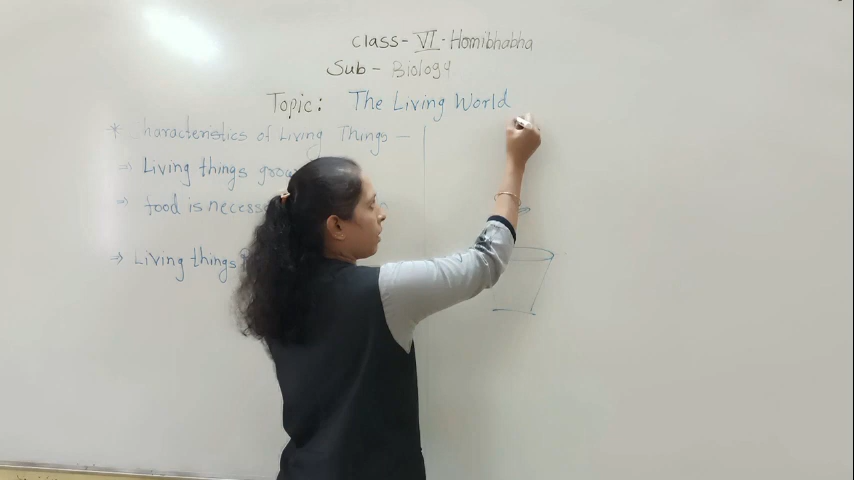 Class- VI - Homibhabha
Sub - Biology
Topic: The Living World
* Characteristics of Living Things —
⇒ Living things grow
⇒ food is necess
⇒ Living things